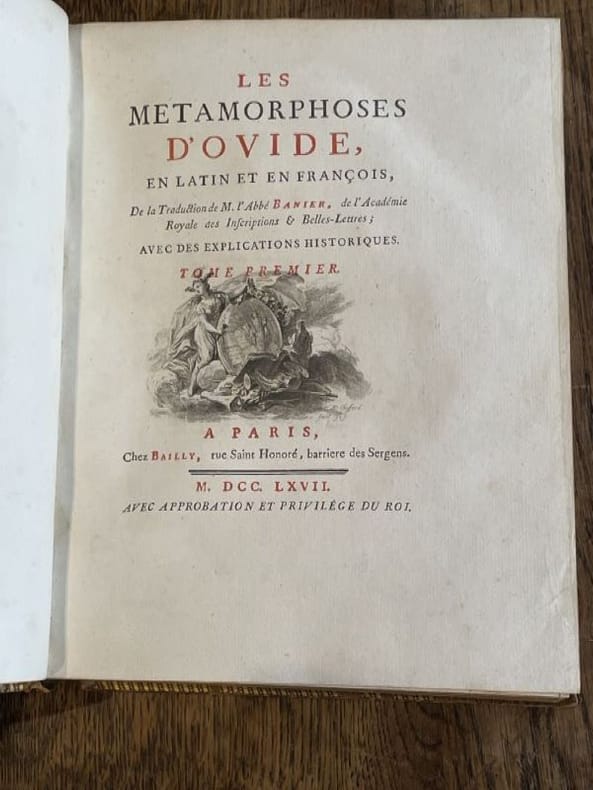 LES
METAMORPHOSES
D'OVIDE,
EN LATIN ET EN FRANÇOIS,
De la Traduction de M. l'Abbé BANIER, de l'Académie
Royale des Inſcriptions & Belles-Lettres;
AVEC DES EXPLICATIONS HISTORIQUES.
TOME PREMIER.
A PARIS,
Chez BAILLY, rue Saint Honoré, barriere des Sergens.
M. DCC. LXVII.
AVEC APPROBATION ET PRIVILÉGE DU ROI.